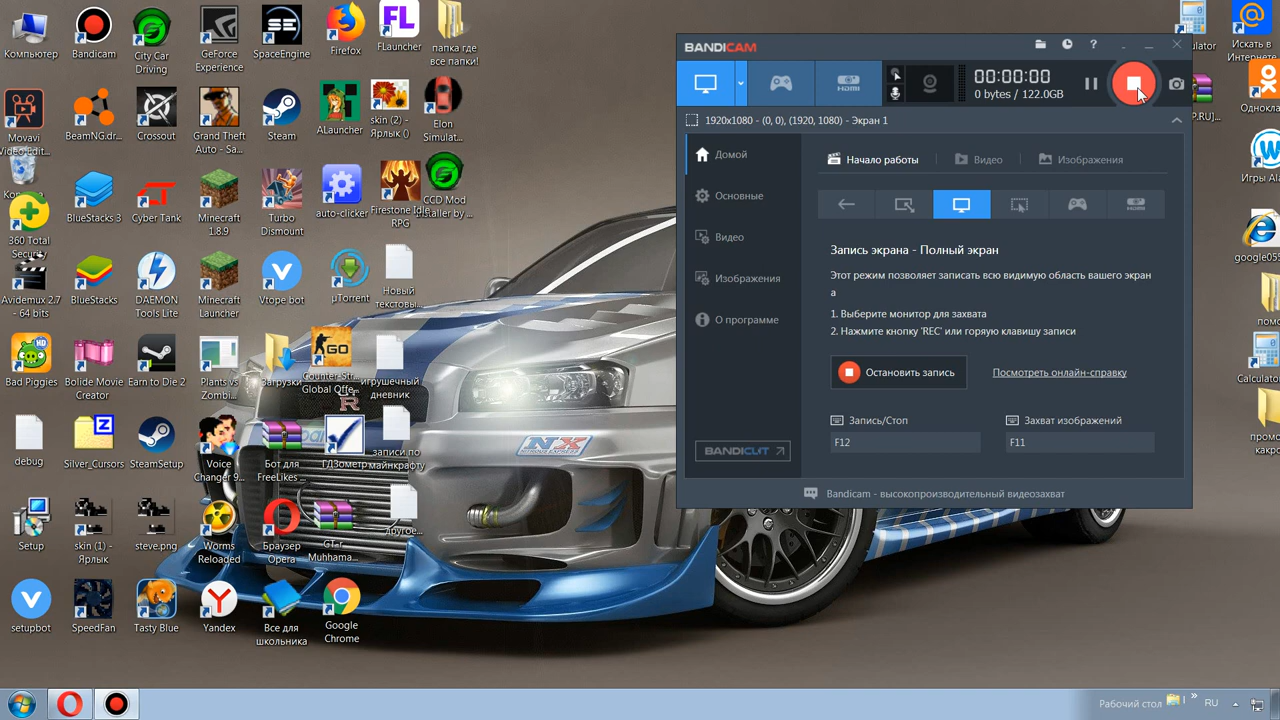 Компьютер
Bandicam
City Car
Driving
GeForce
Experience
SpaceEngine
Firefox
FLauncher
папка где
все папки!
Искать в
Интернете
Movavi
BeamNG.dr...
Crossout
Grand Theft
Auto - Sa...
Steam
ALauncher
skin (2) -
Ярлык ()
Elon
Simulat...
360 Total
Security
BlueStacks 3
Cyber Tank
Minecraft
1.8.9
Turbo
Dismount
auto-clicker
Firestone Idle
RPG
CCD Mod
Avidemux 2.7
- 64 bits
BlueStacks
DAEMON
Tools Lite
Minecraft
Launcher
Vtope bot
µTorrent
Новый
текстовы...
Bad Piggies
Bolide Movie
Creator
Earn to Die 2
Plants vs
Zombi...
Загрузки
Counter-Str...
Global Offe...
игрушечный
дневник
debug
Silver_Cursors
SteamSetup
Voice
Changer 9...
Бот для
FreeLikes ...
ГДЗометр
записи по
майнкрафту
Setup
skin (1) -
Ярлык
steve.png
Worms
Reloaded
Браузер
Opera
GT-r
Muhhama...
другое...
setupbot
SpeedFan
Tasty Blue
Yandex
Все для
школьника
Google
Chrome
BANDICAM
00:00:00
0 bytes / 122.0GB
1920x1080 - (0, 0), (1920, 1080) - Экран 1
Домой
Основные
Видео
Изображения
О программе
BANDICUT
Начало работы
Видео
Изображения
Запись экрана - Полный экран
Этот режим позволяет записать всю видимую область вашего экран
а
1. Выберите монитор для захвата
2. Нажмите кнопку 'REC' или горяую клавишу записи
Остановить запись
Посмотреть онлайн-справку
Запись/Стоп
Захват изображений
F12
F11
Bandicam - высокопроизводительный видеозахват
Рабочий стол
RU